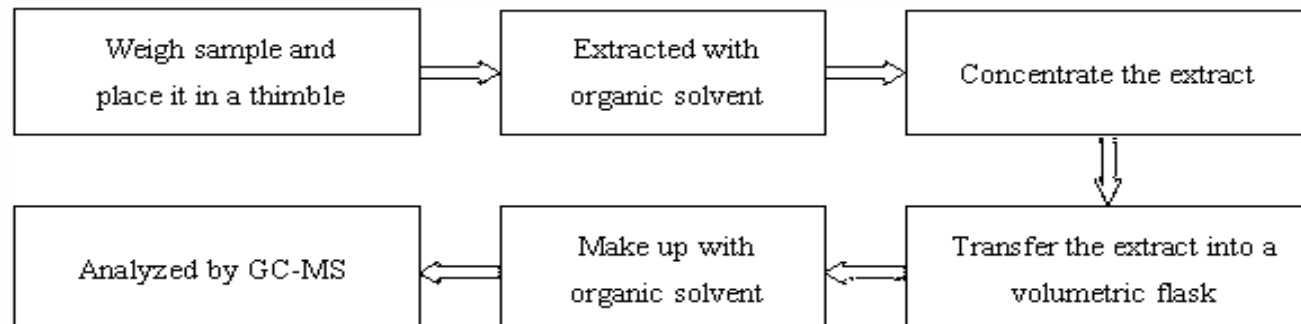 Weigh sample and
place it in a thimble
Extracted with
organic solvent
Concentrate the extract
Transfer the extract into a
volumetric flask
Make up with
organic solvent
Analyzed by GC-MS